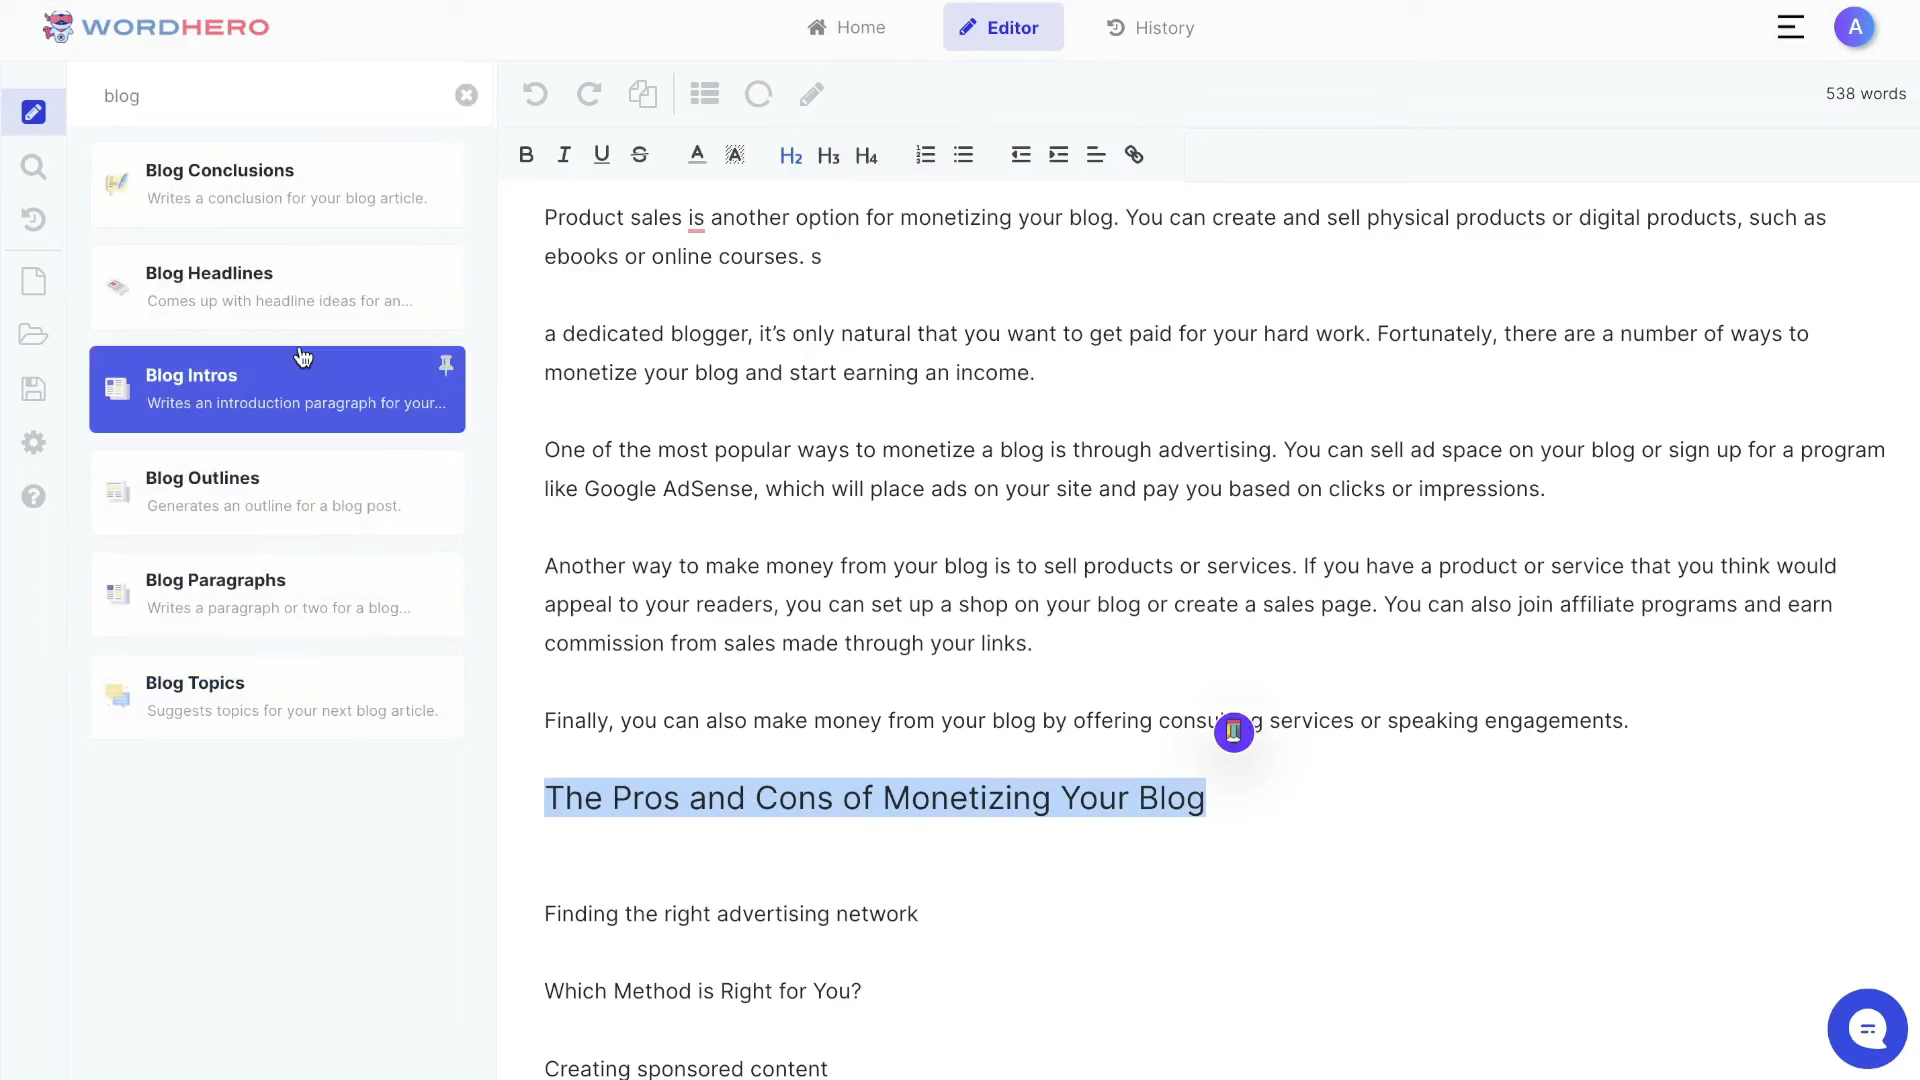 WORDHERO
Home
Editor
History
A
blog
538 words
B I U S A A H2 H3 H4
Blog Conclusions
Writes a conclusion for your blog article.
Blog Headlines
Comes up with headline ideas for an...
Blog Intros
Writes an introduction paragraph for your...
Blog Outlines
Generates an outline for a blog post.
Blog Paragraphs
Writes a paragraph or two for a blog...
Blog Topics
Suggests topics for your next blog article.
Product sales is another option for monetizing your blog. You can create and sell physical products or digital products, such as
ebooks or online courses. s
a dedicated blogger, it’s only natural that you want to get paid for your hard work. Fortunately, there are a number of ways to
monetize your blog and start earning an income.
One of the most popular ways to monetize a blog is through advertising. You can sell ad space on your blog or sign up for a program
like Google AdSense, which will place ads on your site and pay you based on clicks or impressions.
Another way to make money from your blog is to sell products or services. If you have a product or service that you think would
appeal to your readers, you can set up a shop on your blog or create a sales page. You can also join affiliate programs and earn
commission from sales made through your links.
Finally, you can also make money from your blog by offering services or speaking engagements.
The Pros and Cons of Monetizing Your Blog
Finding the right advertising network
Which Method is Right for You?
Creating sponsored content